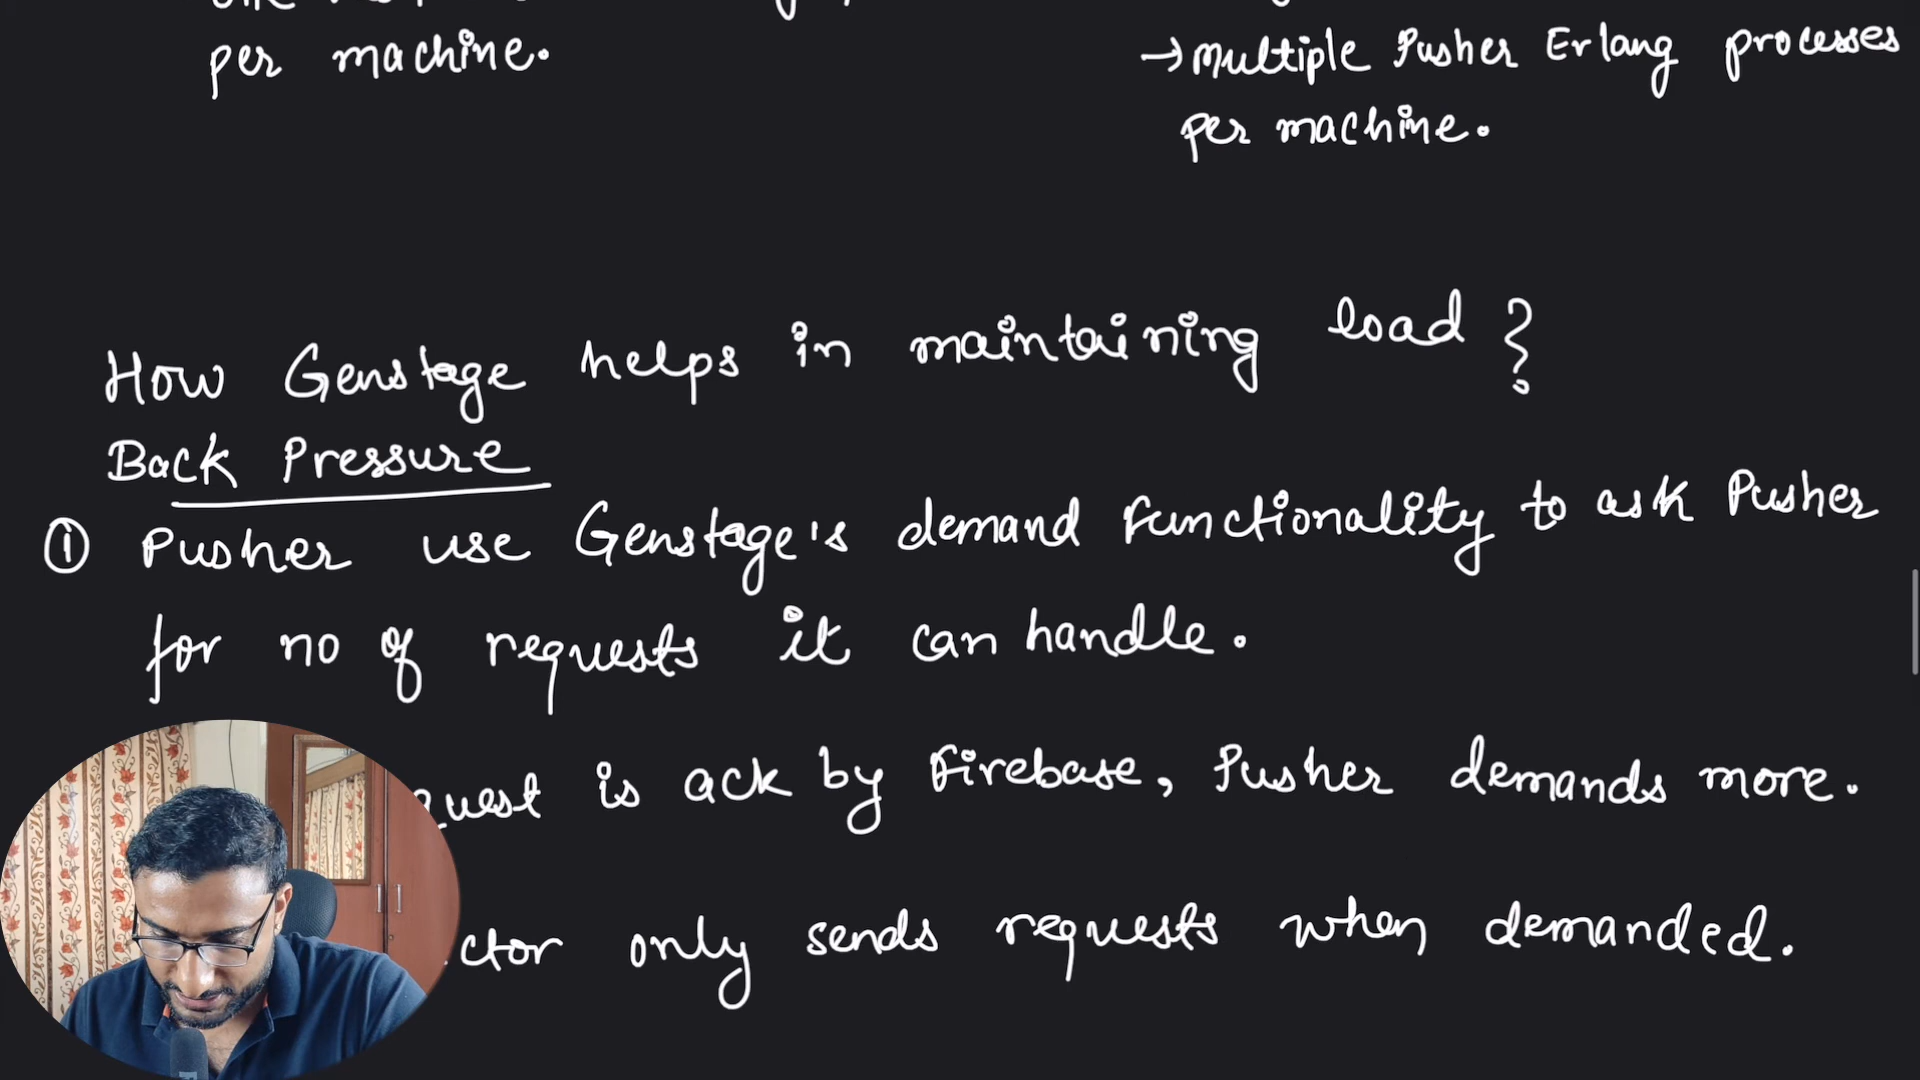 per machine.
→ Multiple Pusher Erlang processes
per machine.
How Genstage helps in maintaining load ?
Back Pressure
① Pusher use Genstage's demand functionality to ask Pusher
for no of requests it can handle.
quest is ack by Firebase, Pusher demands more.
ctor only sends requests when demanded.